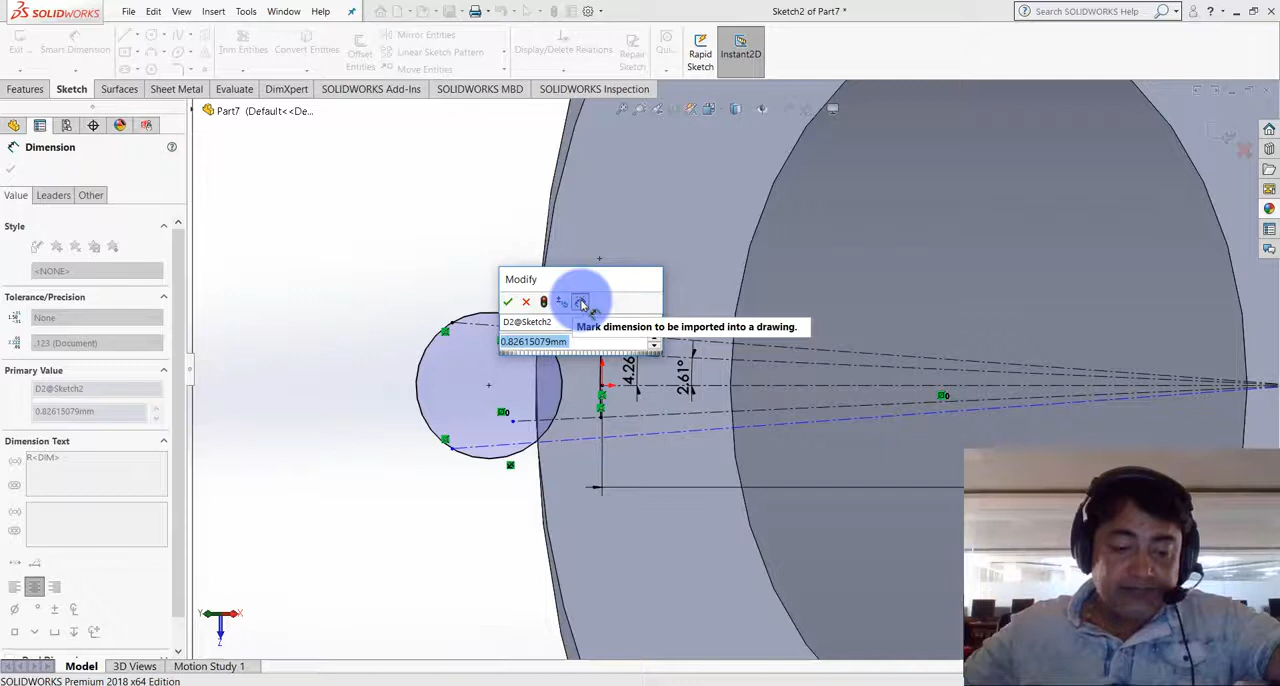 SOLIDWORKS File Edit View Insert Tools Window Help Sketch2 of Part7 * Search SOLIDWORKS Help
Exit ... Smart Dimension Trim Entities Convert Entities Offset Entities Mirror Entities Linear Sketch Pattern Move Entities Display/Delete Relations Repair Sketch Qui... Rapid Sketch Instant2D
Features Sketch Surfaces Sheet Metal Evaluate DimXpert SOLIDWORKS Add-Ins SOLIDWORKS MBD SOLIDWORKS Inspection
Part7 (Default<<De...
Dimension
Value Leaders Other
Style
<NONE>
Tolerance/Precision
None
.123 (Document)
Primary Value
D2@Sketch2
0.82615079mm
Dimension Text
R<DIM>
Modify
D2@Sketch2
Mark dimension to be imported into a drawing.
0.82615079mm
4.26
2.61°
Y X
Z
Model 3D Views Motion Study 1
SOLIDWORKS Premium 2018 x64 Edition